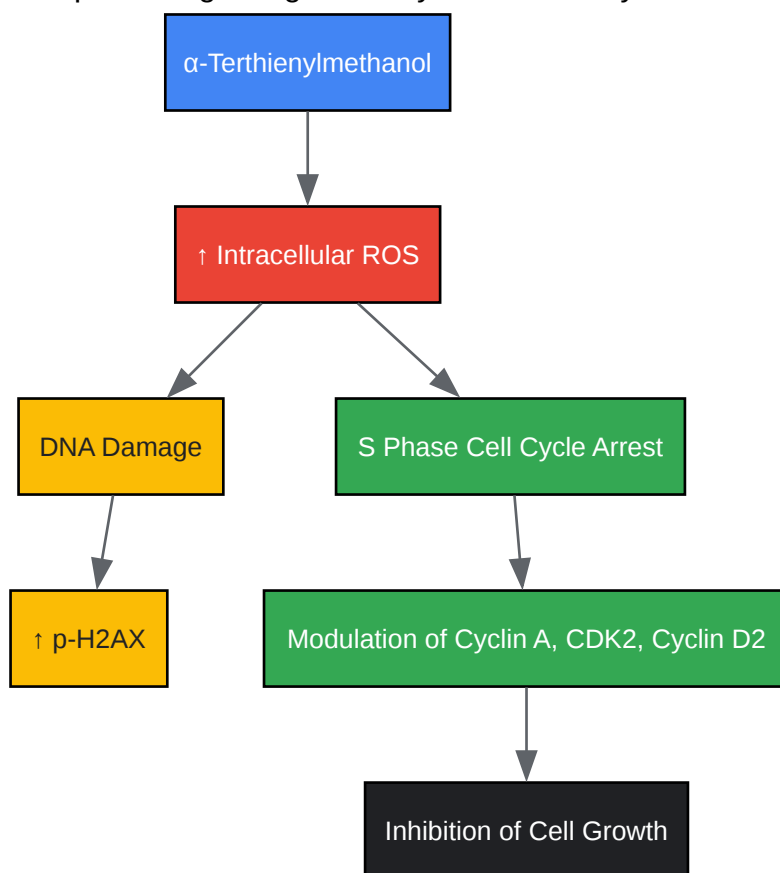 α-Terthienylmethanol
↑ Intracellular ROS
DNA Damage
S Phase Cell Cycle Arrest
↑ p-H2AX
Modulation of Cyclin A, CDK2, Cyclin D2
Inhibition of Cell Growth